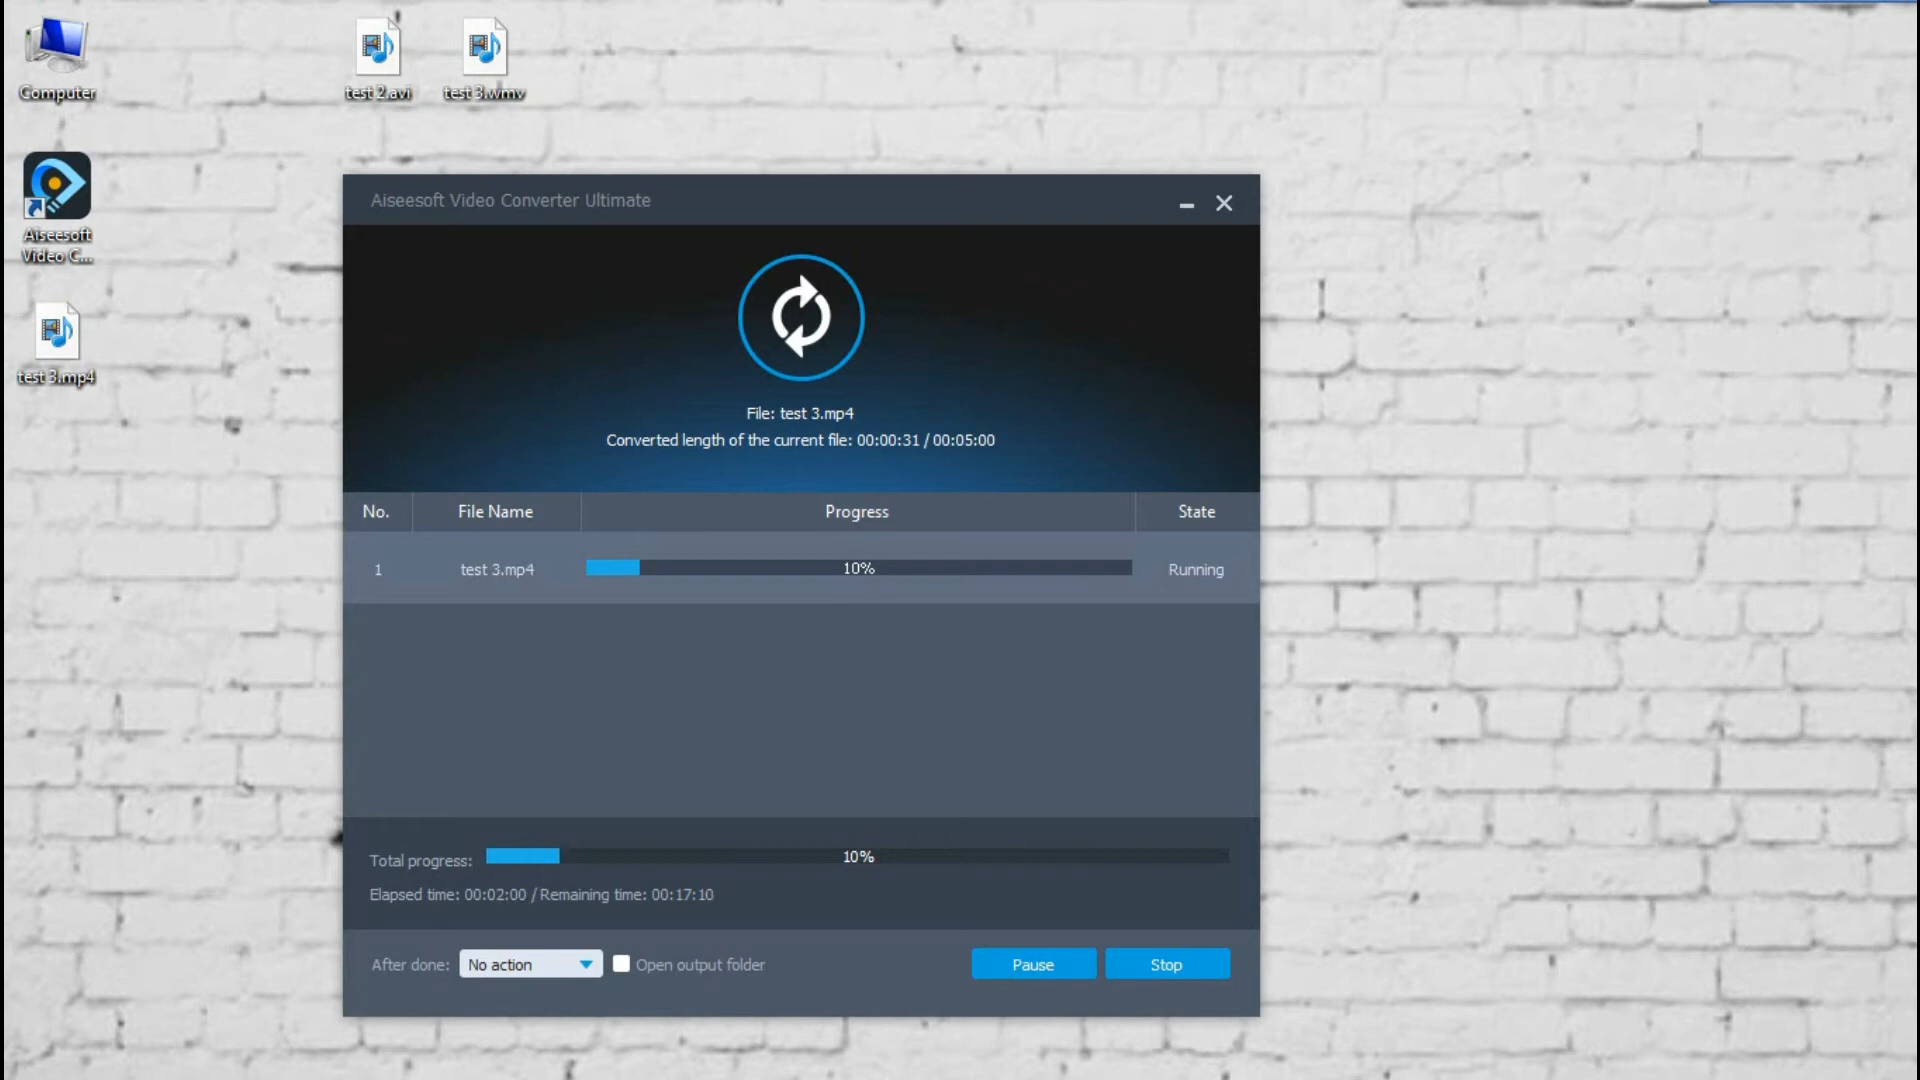 Computer
test 2.avi
test 3.wmv
Aiseesoft
Video C...
test 3.mp4
Aiseesoft Video Converter Ultimate
File: test 3.mp4
Converted length of the current file: 00:00:31 / 00:05:00
No. File Name Progress State
1 test 3.mp4 10% Running
Total progress: 10%
Elapsed time: 00:02:00 / Remaining time: 00:17:10
After done: No action Open output folder Pause Stop